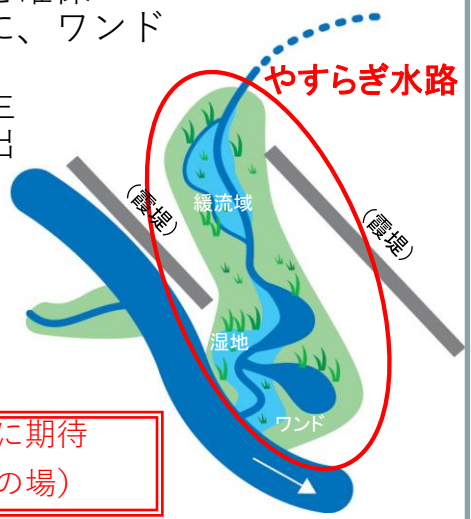 に、ワンド
やすらぎ水路
出
(霞堤)
緩流域
(霞堤)
湿地
ワンド
に期待
の場)